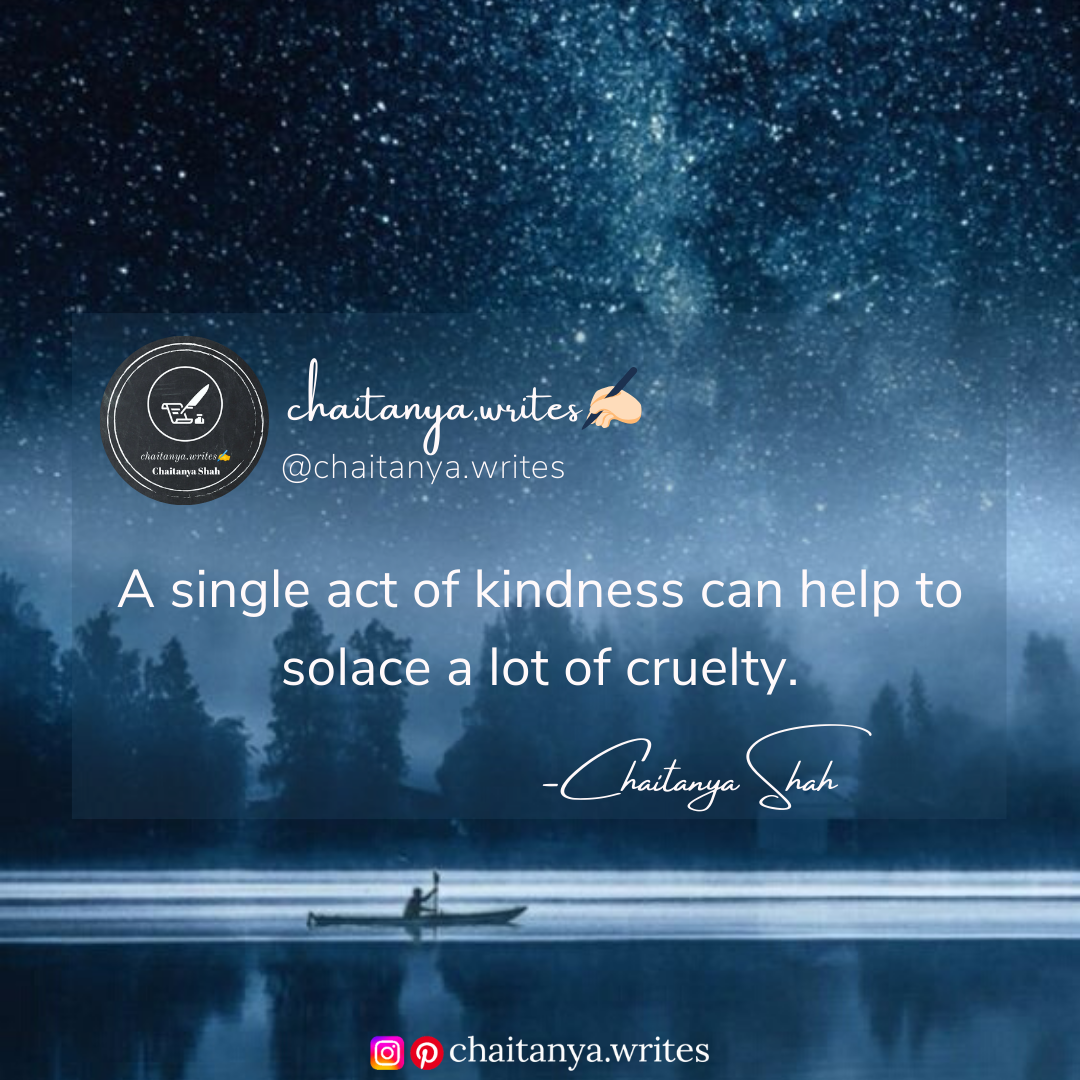 chaitanya.writes✍🏻
@chaitanya.writes
chaitanya.writes✍
Chaitanya Shah
A single act of kindness can help to
solace a lot of cruelty.
-Chaitanya Shah
chaitanya.writes